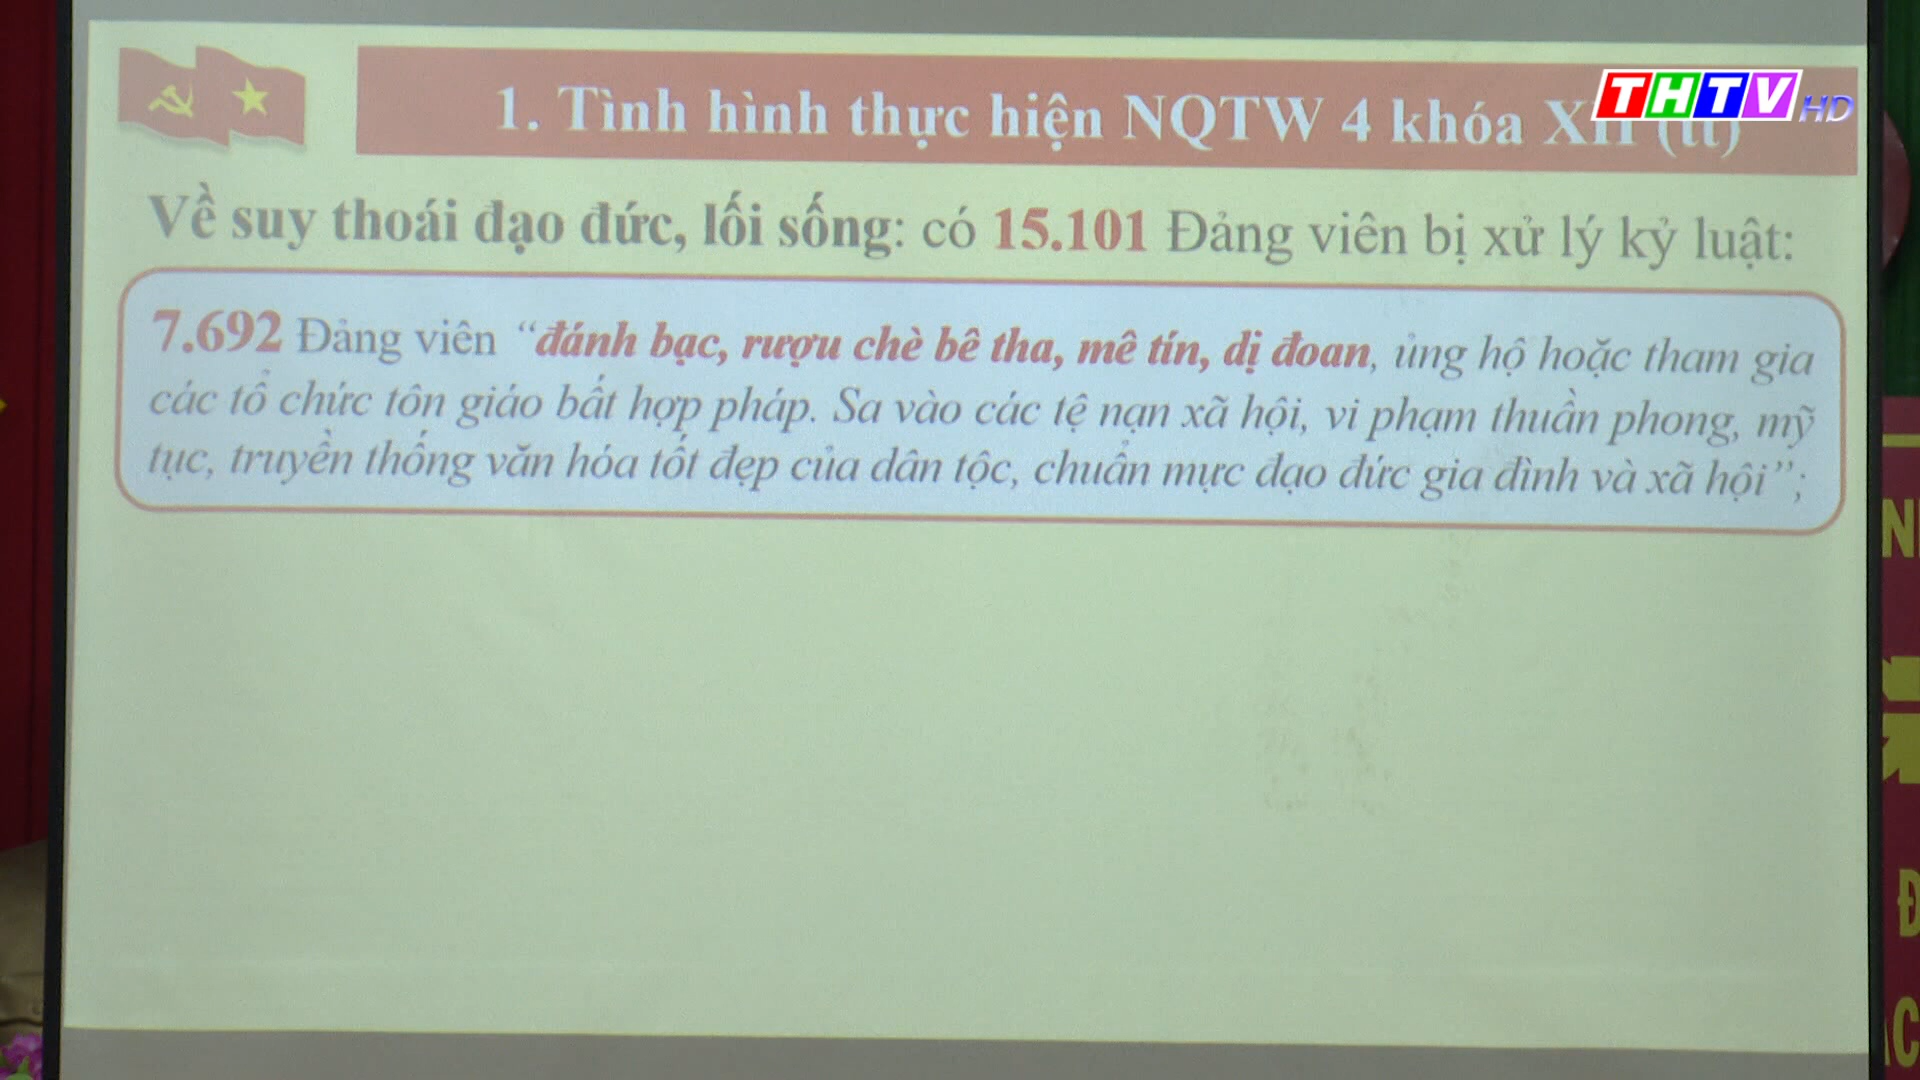 THTV HD
1. Tình hình thực hiện NQTW 4 khóa XII (tt)
Về suy thoái đạo đức, lối sống: có 15.101 Đảng viên bị xử lý kỷ luật:
7.692 Đảng viên “đánh bạc, rượu chè bê tha, mê tín, dị đoan, ủng hộ hoặc tham gia
các tổ chức tôn giáo bất hợp pháp. Sa vào các tệ nạn xã hội, vi phạm thuần phong, mỹ
tục, truyền thống văn hóa tốt đẹp của dân tộc, chuẩn mực đạo đức gia đình và xã hội”;